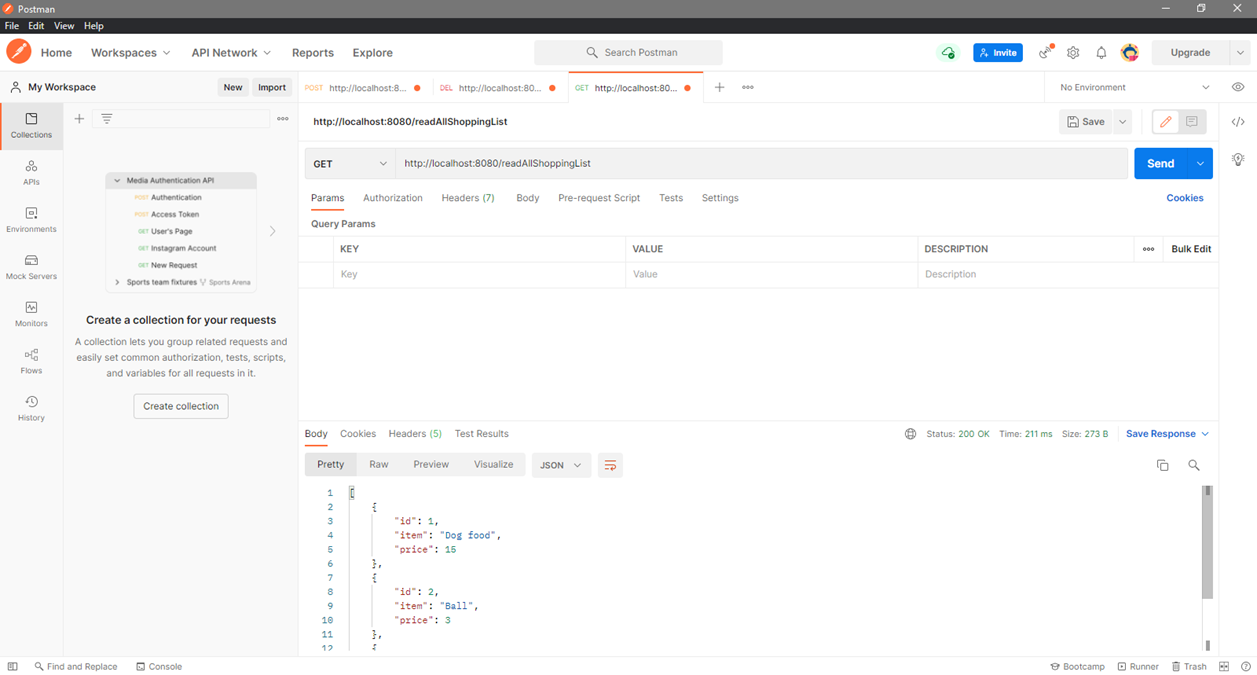 Postman
File Edit View Help
Home Workspaces API Network Reports Explore Search Postman Invite Upgrade
My Workspace New Import POST http://localhost:8... DEL http://localhost:80... GET http://localhost:80... No Environment
Collections
APIs
Environments
Mock Servers
Monitors
Flows
History
Media Authentication API
POST Authentication
POST Access Token
GET User's Page
GET Instagram Account
GET New Request
Sports team fixtures Sports Arena
Create a collection for your requests
A collection lets you group related requests and
easily set common authorization, tests, scripts,
and variables for all requests in it.
Create collection
http://localhost:8080/readAllShoppingList Save
GET http://localhost:8080/readAllShoppingList Send
Params Authorization Headers (7) Body Pre-request Script Tests Settings Cookies
Query Params
KEY VALUE DESCRIPTION Bulk Edit
Key Value Description
Body Cookies Headers (5) Test Results Status: 200 OK Time: 211 ms Size: 273 B Save Response
Pretty Raw Preview Visualize JSON
1 [
2 {
3 "id": 1,
4 "item": "Dog food",
5 "price": 15
6 },
7 {
8 "id": 2,
9 "item": "Ball",
10 "price": 3
11 },
12 {
Find and Replace Console Bootcamp Runner Trash